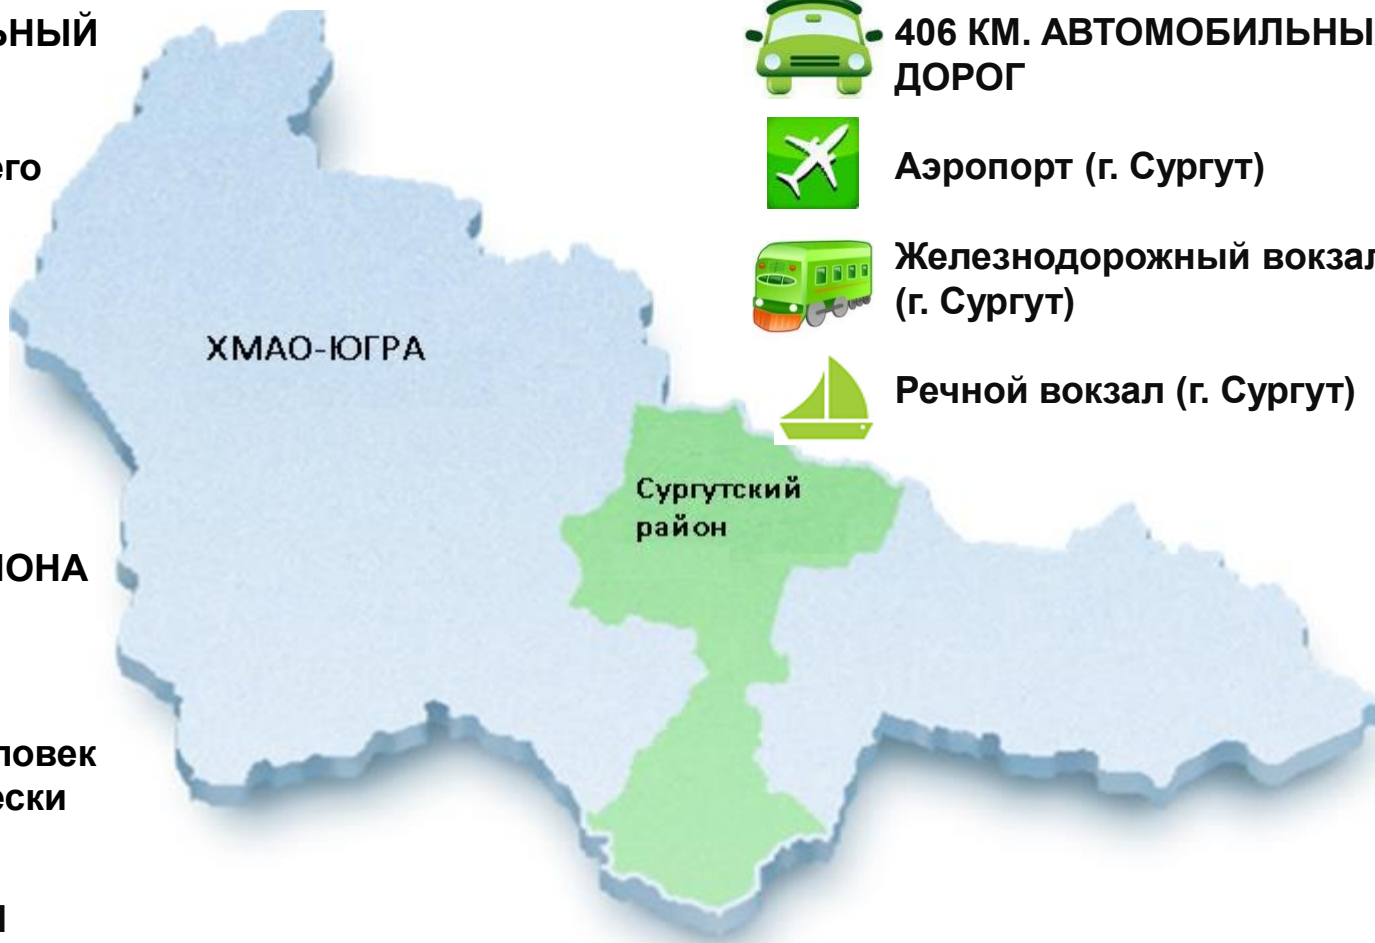 ЬНЫЙ
его
ИОНА
ловек
ески
406 КМ. АВТОМОБИЛЬНЫ
ДОРОГ
Аэропорт (г. Сургут)
Железнодорожный вокзал
(г. Сургут)
Речной вокзал (г. Сургут)
ХМАО-ЮГРА
Сургутский
район